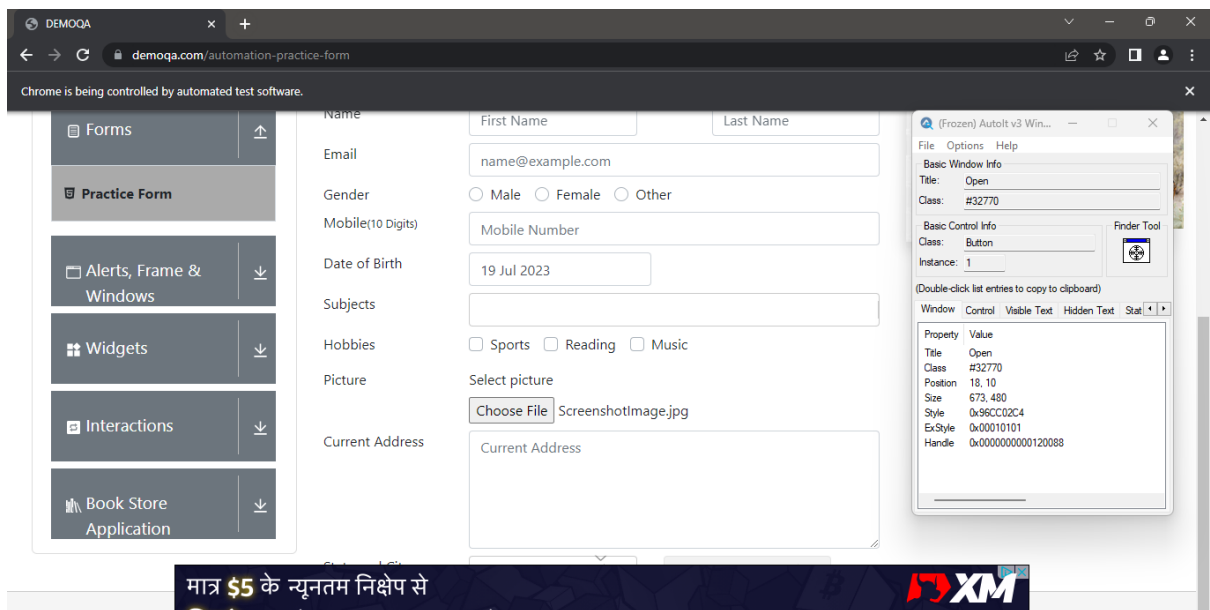 DEMOQA
demoqa.com/automation-practice-form
Chrome is being controlled by automated test software.
Forms
Practice Form
Alerts, Frame &
Windows
Widgets
Interactions
Book Store
Application
Name First Name Last Name
Email name@example.com
Gender Male Female Other
Mobile(10 Digits) Mobile Number
Date of Birth 19 Jul 2023
Subjects
Hobbies Sports Reading Music
Picture Select picture
Choose File ScreenshotImage.jpg
Current Address Current Address
(Frozen) AutoIt v3 Win...
File Options Help
Basic Window Info
Title: Open
Class: #32770
Basic Control Info Finder Tool
Class: Button
Instance: 1
(Double-click list entries to copy to clipboard)
Window Control Visible Text Hidden Text Stat
Property Value
Title Open
Class #32770
Position 18, 10
Size 673, 480
Style 0x96CC02C4
ExStyle 0x00010101
Handle 0x0000000000120088
मात्र $5 के न्यूनतम निक्षेप से
XM